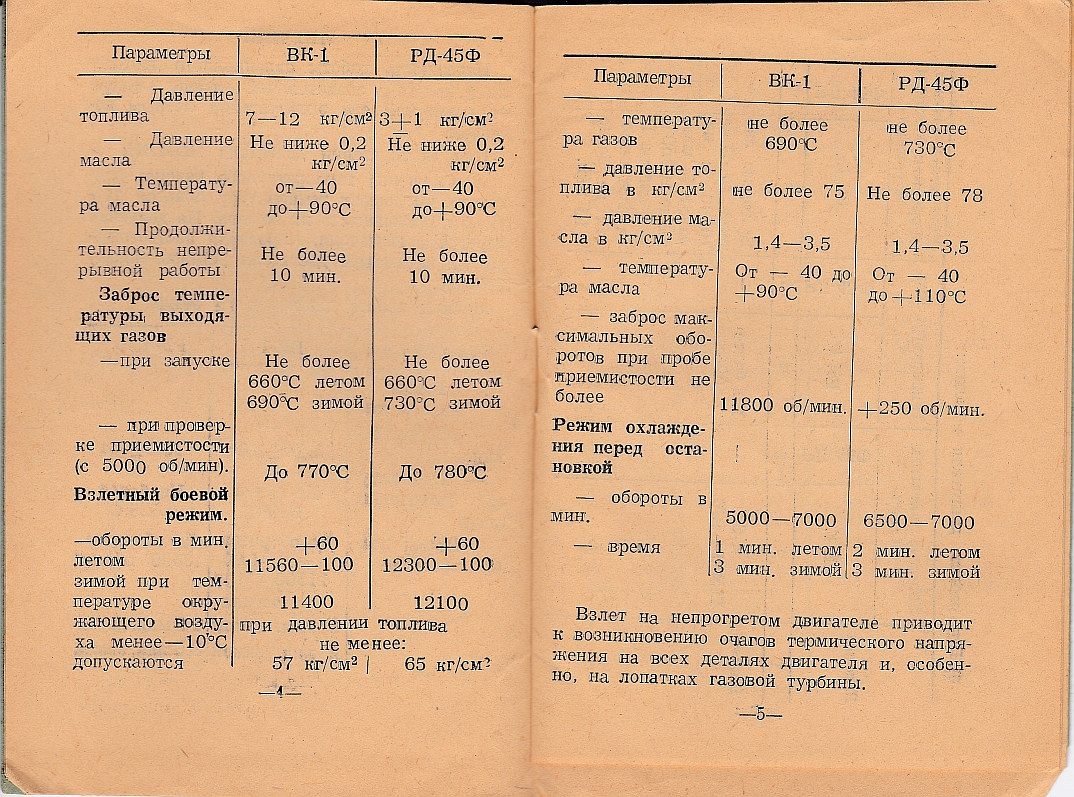 Параметры ВК-1 РД-45Ф
— Давление
топлива 7—12 кг/см² 3±1 кг/см²
— Давление Не ниже 0,2 Не ниже 0,2
масла кг/см² кг/см²
— Температу- от—40 от—40
ра масла до+90°С до+90°С
— Продолжи-
тельность непре- Не более Не более
рывной работы 10 мин. 10 мин.
Заброс темпе-
ратуры выходя-
щих газов
—при запуске Не более Не более
660°С летом 660°С летом
690°С зимой 730°С зимой
— при провер-
ке приемистости
(с 5000 об/мин). До 770°С До 780°С
Взлетный боевой
режим.
—обороты в мин. +60 +60
летом 11560—100 12300—100
зимой при тем-
пературе окру- 11400 12100
жающего возду- при давлении топлива
ха менее—10°С не менее:
допускаются 57 кг/см² 65 кг/см²
—4—
Параметры ВК-1 РД-45Ф
— температу- не более не более
ра газов 690°С 730°С
— давление то-
плива в кг/см² не более 75 Не более 78
— давление ма-
сла в кг/см² 1,4—3,5 1,4—3,5
— температу- От — 40 до От — 40
ра масла +90°С до+110°С
— заброс мак-
симальных обо-
ротов при пробе
приемистости не
более 11800 об/мин. +250 об/мин.
Режим охлажде-
ния перед оста-
новкой
— обороты в
мин. 5000—7000 6500—7000
— время 1 мин. летом 2 мин. летом
3 мин. зимой 3 мин. зимой
Взлет на непрогретом двигателе приводит
к возникновению очагов термического напря-
жения на всех деталях двигателя и, особен-
но, на лопатках газовой турбины.
—5—